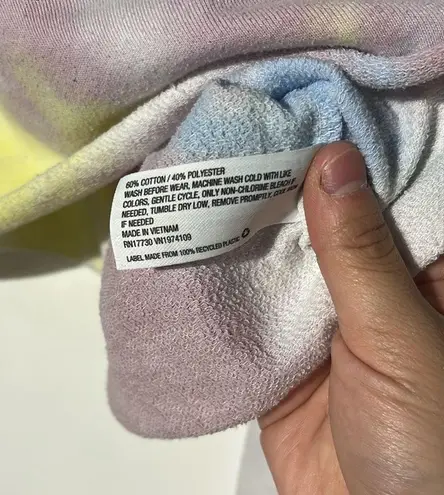 60% COTTON / 40% POLYESTER
WASH BEFORE WEAR, MACHINE WASH COLD WITH LIKE
COLORS, GENTLE CYCLE, ONLY NON-CHLORINE BLEACH IF
NEEDED, TUMBLE DRY LOW, REMOVE PROMPTLY, COOL IRON
IF NEEDED
MADE IN VIETNAM
RN17730 VN1974109
LABEL MADE FROM 100% RECYCLED PLASTIC